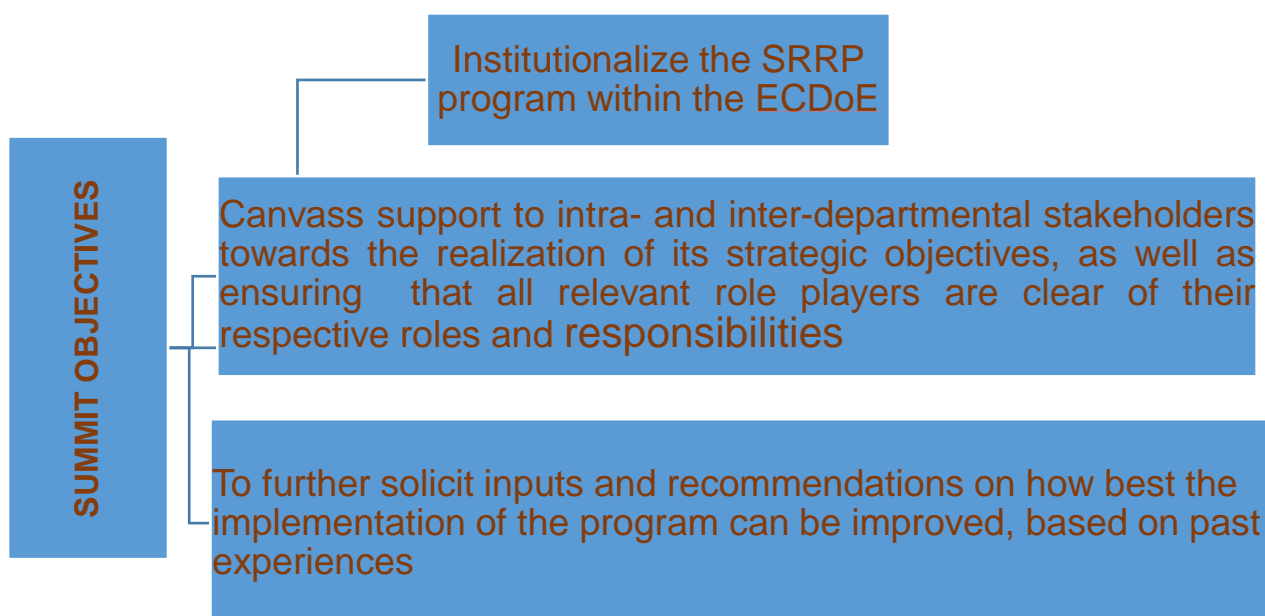 SUMMIT OBJECTIVES
Institutionalize the SRRP
program within the ECDoE
Canvass support to intra- and inter-departmental stakeholders
towards the realization of its strategic objectives, as well as
ensuring that all relevant role players are clear of their
respective roles and responsibilities
To further solicit inputs and recommendations on how best the
implementation of the program can be improved, based on past
experiences